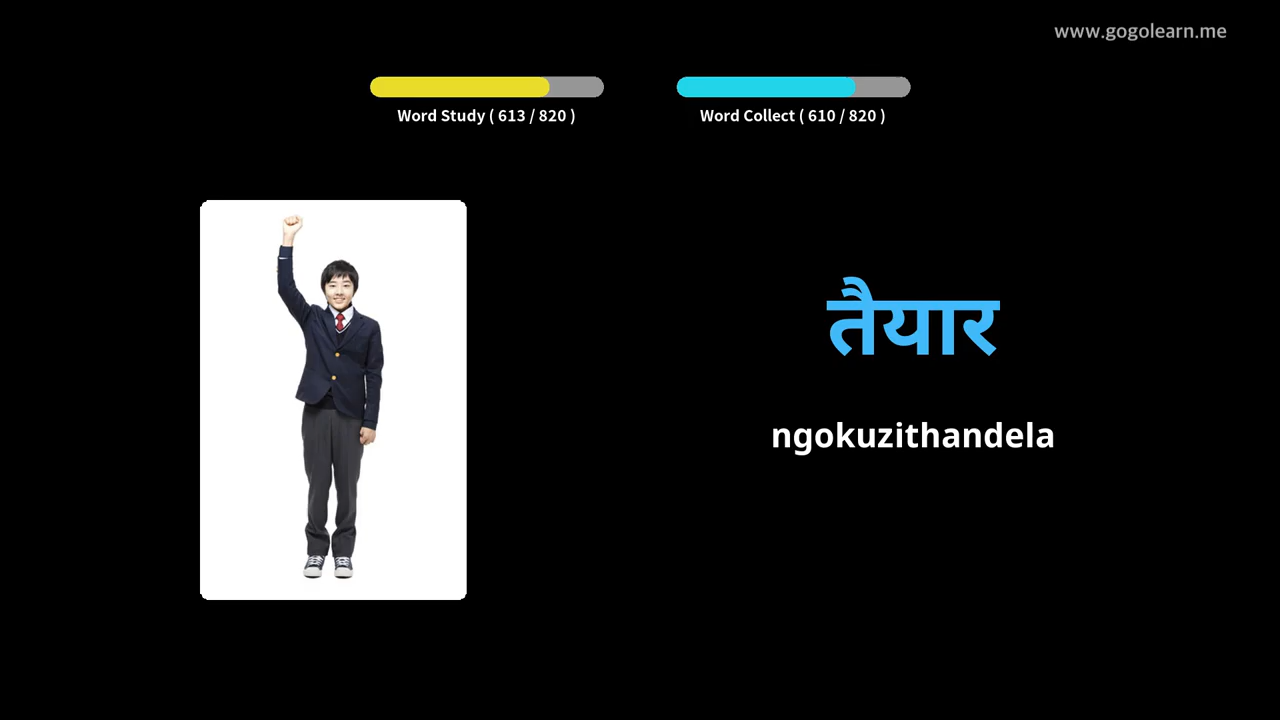 www.gogolearn.me
Word Study ( 613 / 820 )
Word Collect ( 610 / 820 )
तैयार
ngokuzithandela